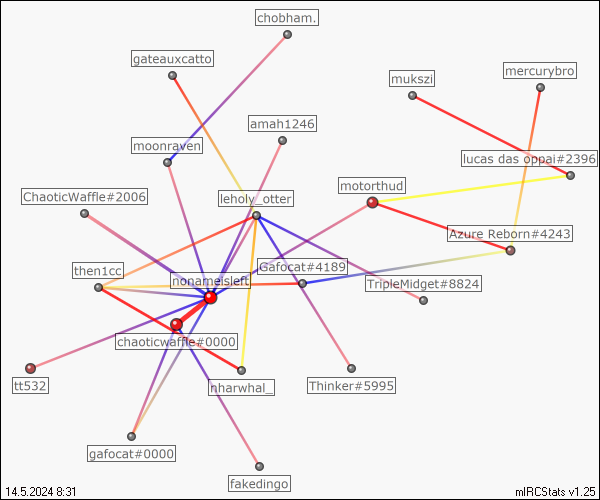 chobham.
gateauxcatto
mercurybro
mukszi
amah1246
moonraven
lucas das oppai#2396
motorthud
ChaoticWaffle#2006
leholy_otter
Azure Reborn#4243
then1cc
Gafocat#4189
nonameisleft
TripleMidget#8824
chaoticwaffle#0000
tt532
nharwhal_
Thinker#5995
gafocat#0000
fakedingo
14.5.2024 8:31
mIRCStats v1.25